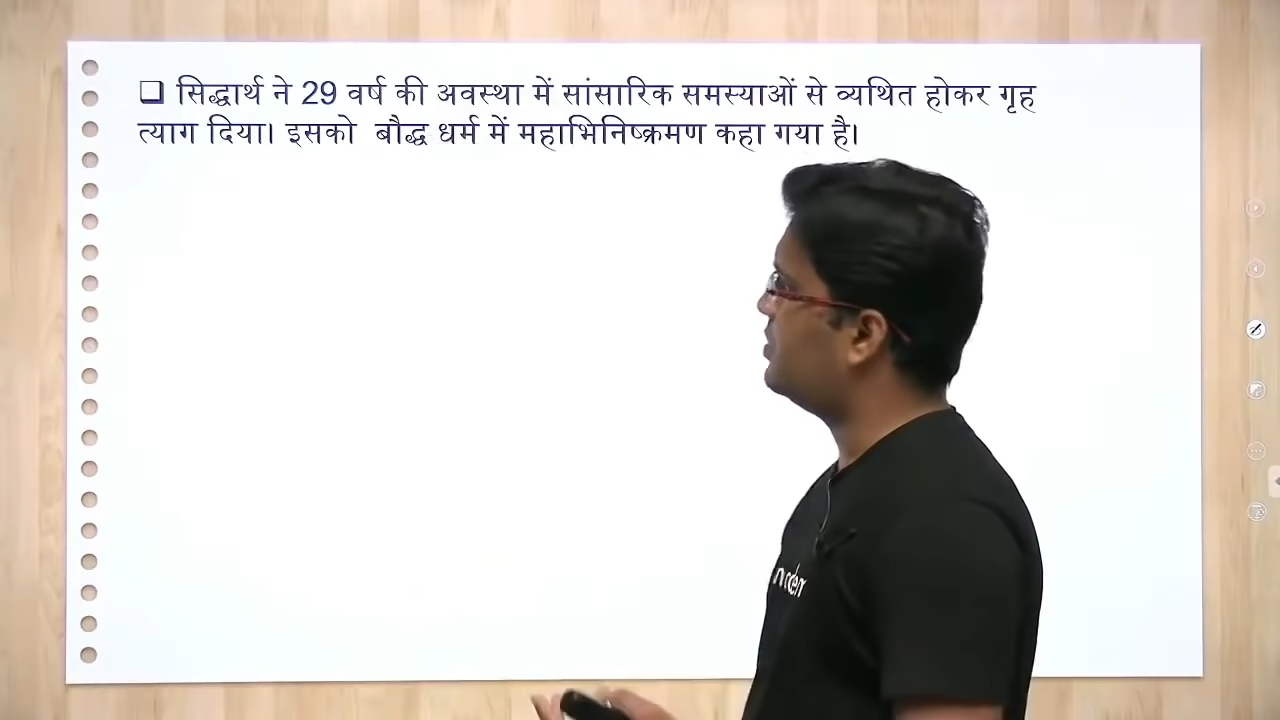 ❑ सिद्धार्थ ने 29 वर्ष की अवस्था में सांसारिक समस्याओं से व्यथित होकर गृह
त्याग दिया। इसको बौद्ध धर्म में महाभिनिष्क्रमण कहा गया है।